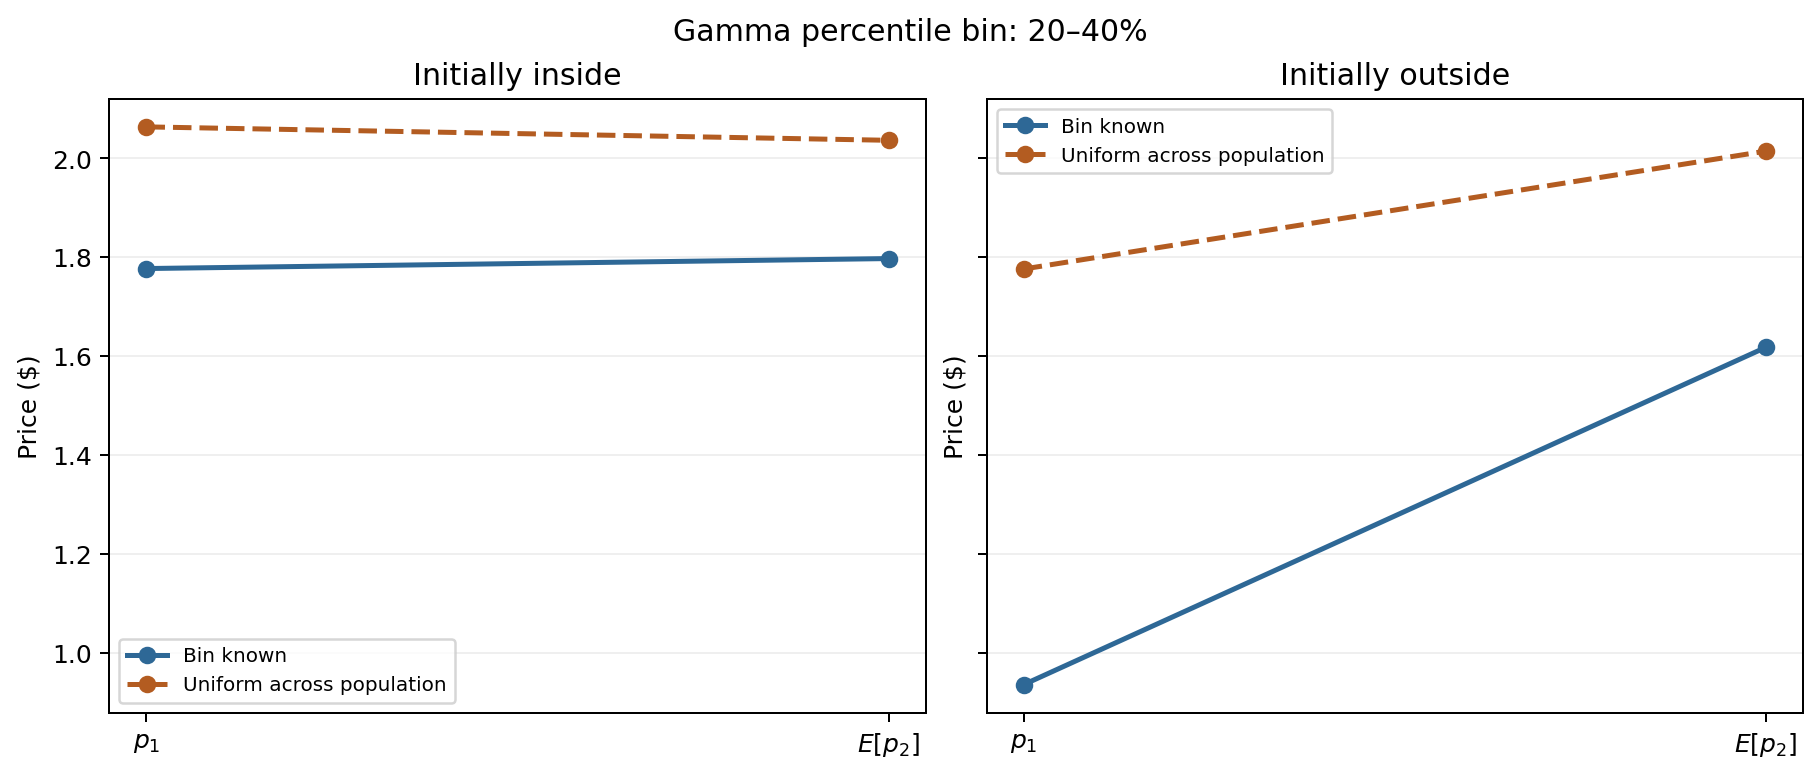 Gamma percentile bin: 20–40%
Initially inside
Price ($)
2.0
1.8
1.6
1.4
1.2
1.0
Bin known
Uniform across population
p₁
E[p₂]
Initially outside
Price ($)
Bin known
Uniform across population
p₁
E[p₂]